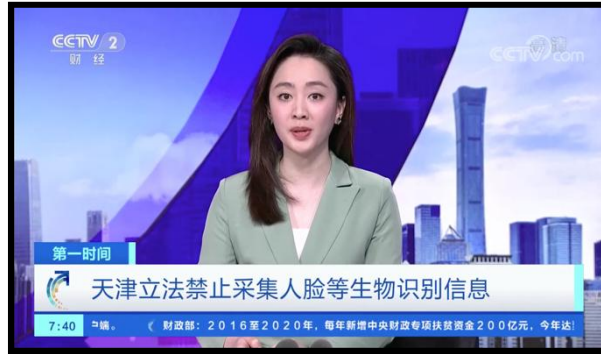 CCTV 2
财 经
CCTV.com
第一时间
天津立法禁止采集人脸等生物识别信息
7:40
端。 《 财政部：2016至2020年，每年新增中央财政专项扶贫资金200亿元，今年达